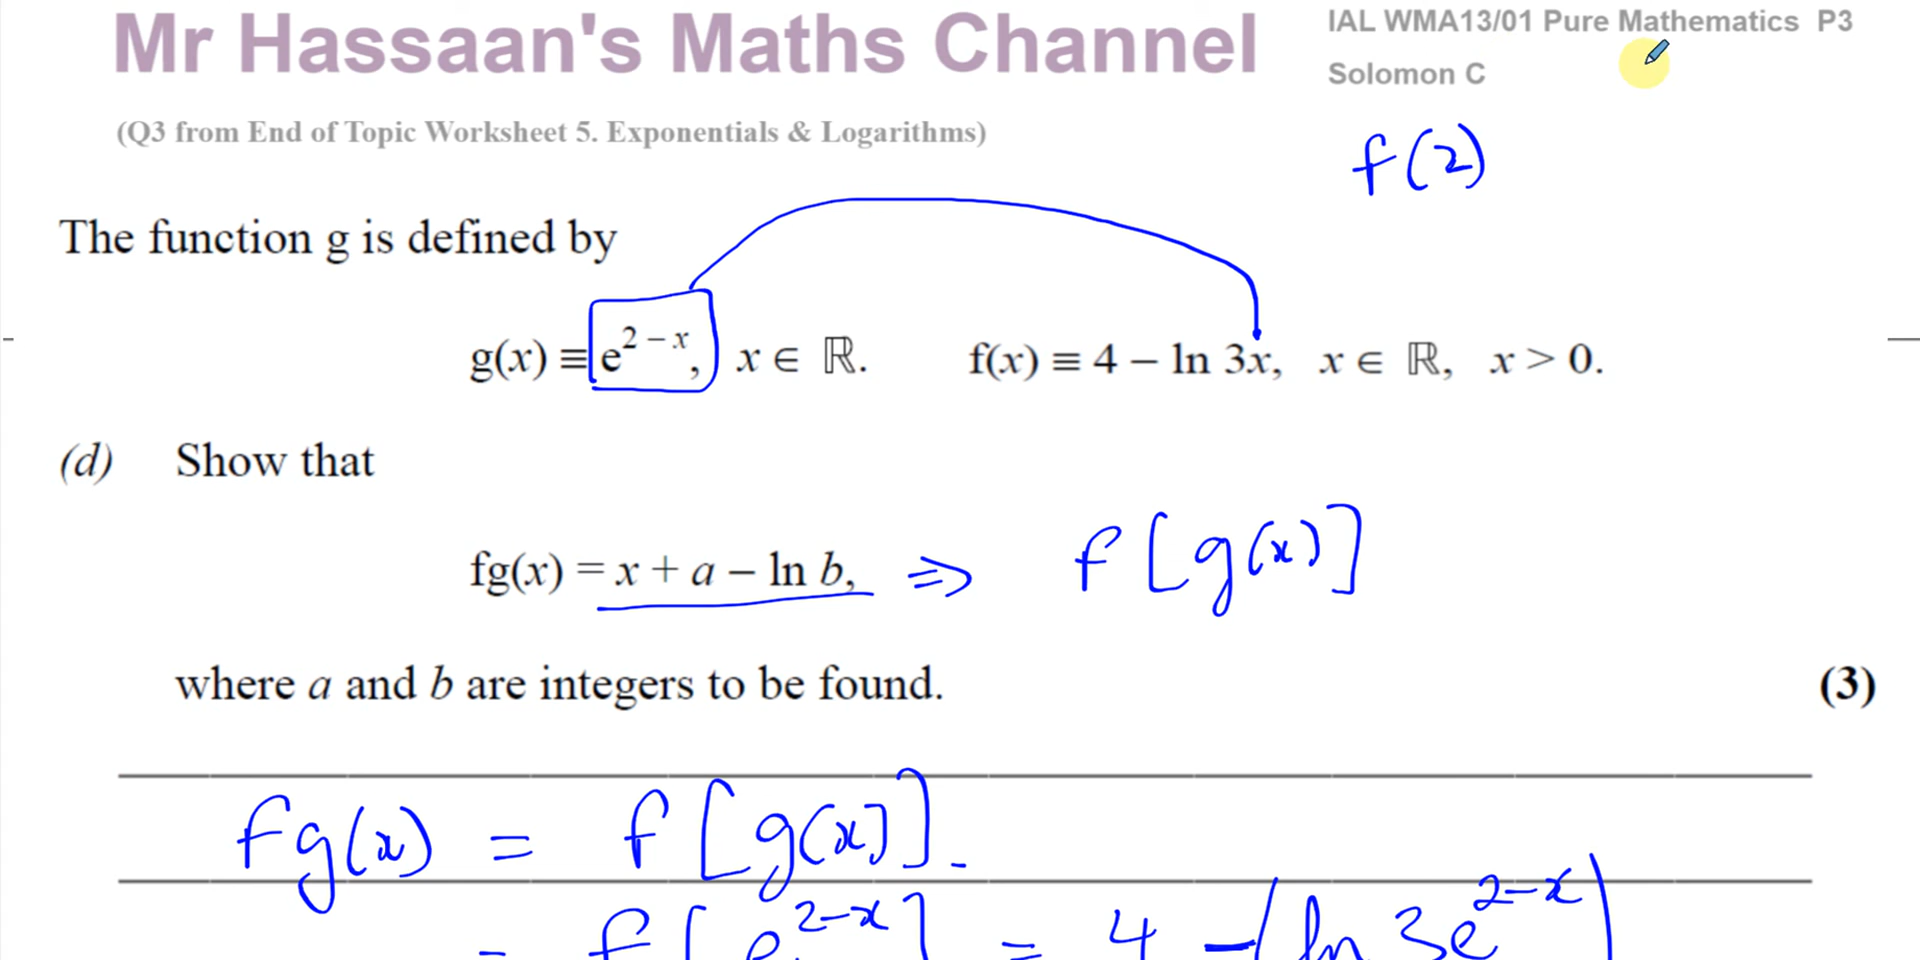 Mr Hassaan's Maths Channel
IAL WMA13/01 Pure Mathematics P3
Solomon C
(Q3 from End of Topic Worksheet 5. Exponentials & Logarithms)
f(2)
The function g is defined by
g(x) ≡ e^{2 – x}, x ∈ ℝ. f(x) ≡ 4 – ln 3x, x ∈ ℝ, x > 0.
(d) Show that
fg(x) = x + a – ln b, ⇒ f[g(x)]
where a and b are integers to be found. (3)
fg(x) = f[g(x)].
= f[e^{2-x}] = 4 - (ln 3e^{2-x})